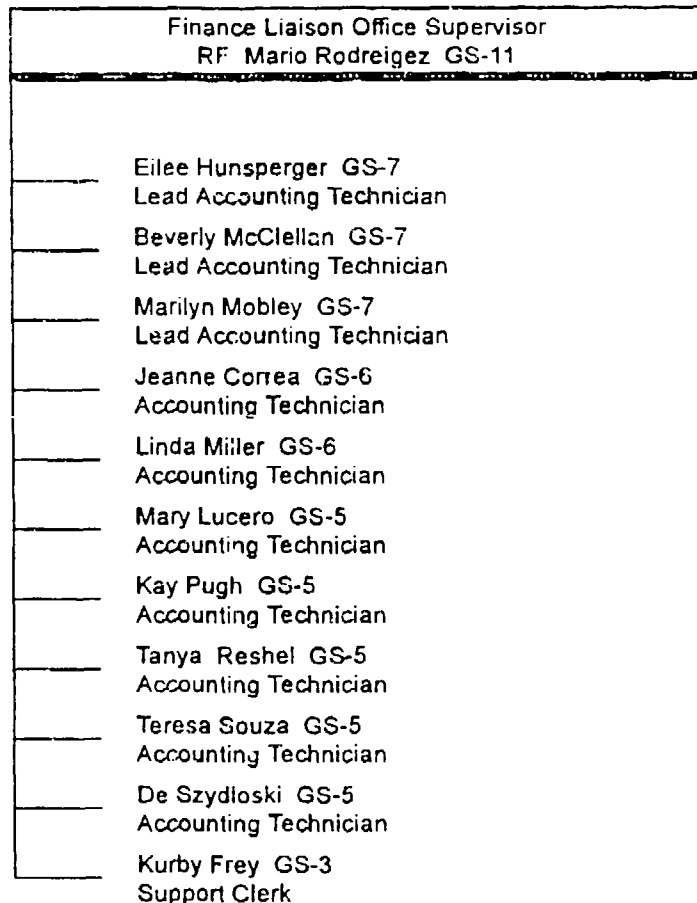 Finance Liaison Office Supervisor
RF Mario Rodreigez GS-11
Eilee Hunsperger GS-7
Lead Accounting Technician
Beverly McClellan GS-7
Lead Accounting Technician
Marilyn Mobley GS-7
Lead Accounting Technician
Jeanne Correa GS-6
Accounting Technician
Linda Miller GS-6
Accounting Technician
Mary Lucero GS-5
Accounting Technician
Kay Pugh GS-5
Accounting Technician
Tanya Reshel GS-5
Accounting Technician
Teresa Souza GS-5
Accounting Technician
De Szydloski GS-5
Accounting Technician
Kurby Frey GS-3
Support Clerk